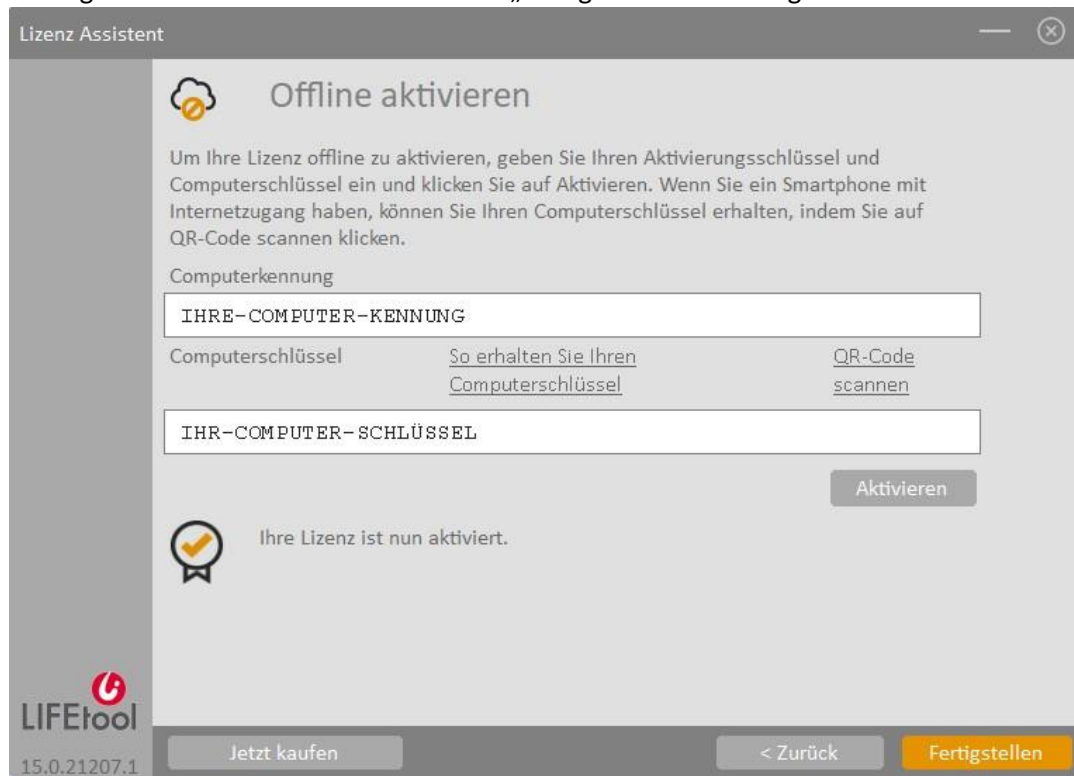 Lizenz Assistent
Offline aktivieren
Um Ihre Lizenz offline zu aktivieren, geben Sie Ihren Aktivierungsschlüssel und
Computerschlüssel ein und klicken Sie auf Aktivieren. Wenn Sie ein Smartphone mit
Internetzugang haben, können Sie Ihren Computerschlüssel erhalten, indem Sie auf
QR-Code scannen klicken.
Computerkennung
IHRE-COMPUTER-KENNUNG
Computerschlüssel
So erhalten Sie Ihren
Computerschlüssel
QR-Code
scannen
IHR-COMPUTER-SCHLÜSSEL
Aktivieren
Ihre Lizenz ist nun aktiviert.
LIFEtool
15.0.21207.1
Jetzt kaufen
< Zurück
Fertigstellen